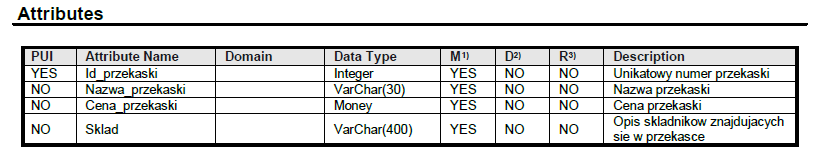 Attributes
PUI Attribute Name Domain Data Type M1) D2) R3) Description
YES Id_przekaski Integer YES NO NO Unikatowy numer przekaski
NO Nazwa_przekaski VarChar(30) YES NO NO Nazwa przekaski
NO Cena_przekaski Money YES NO NO Cena przekaski
NO Sklad VarChar(400) YES NO NO Opis skladnikow znajdujacych
sie w przekasce